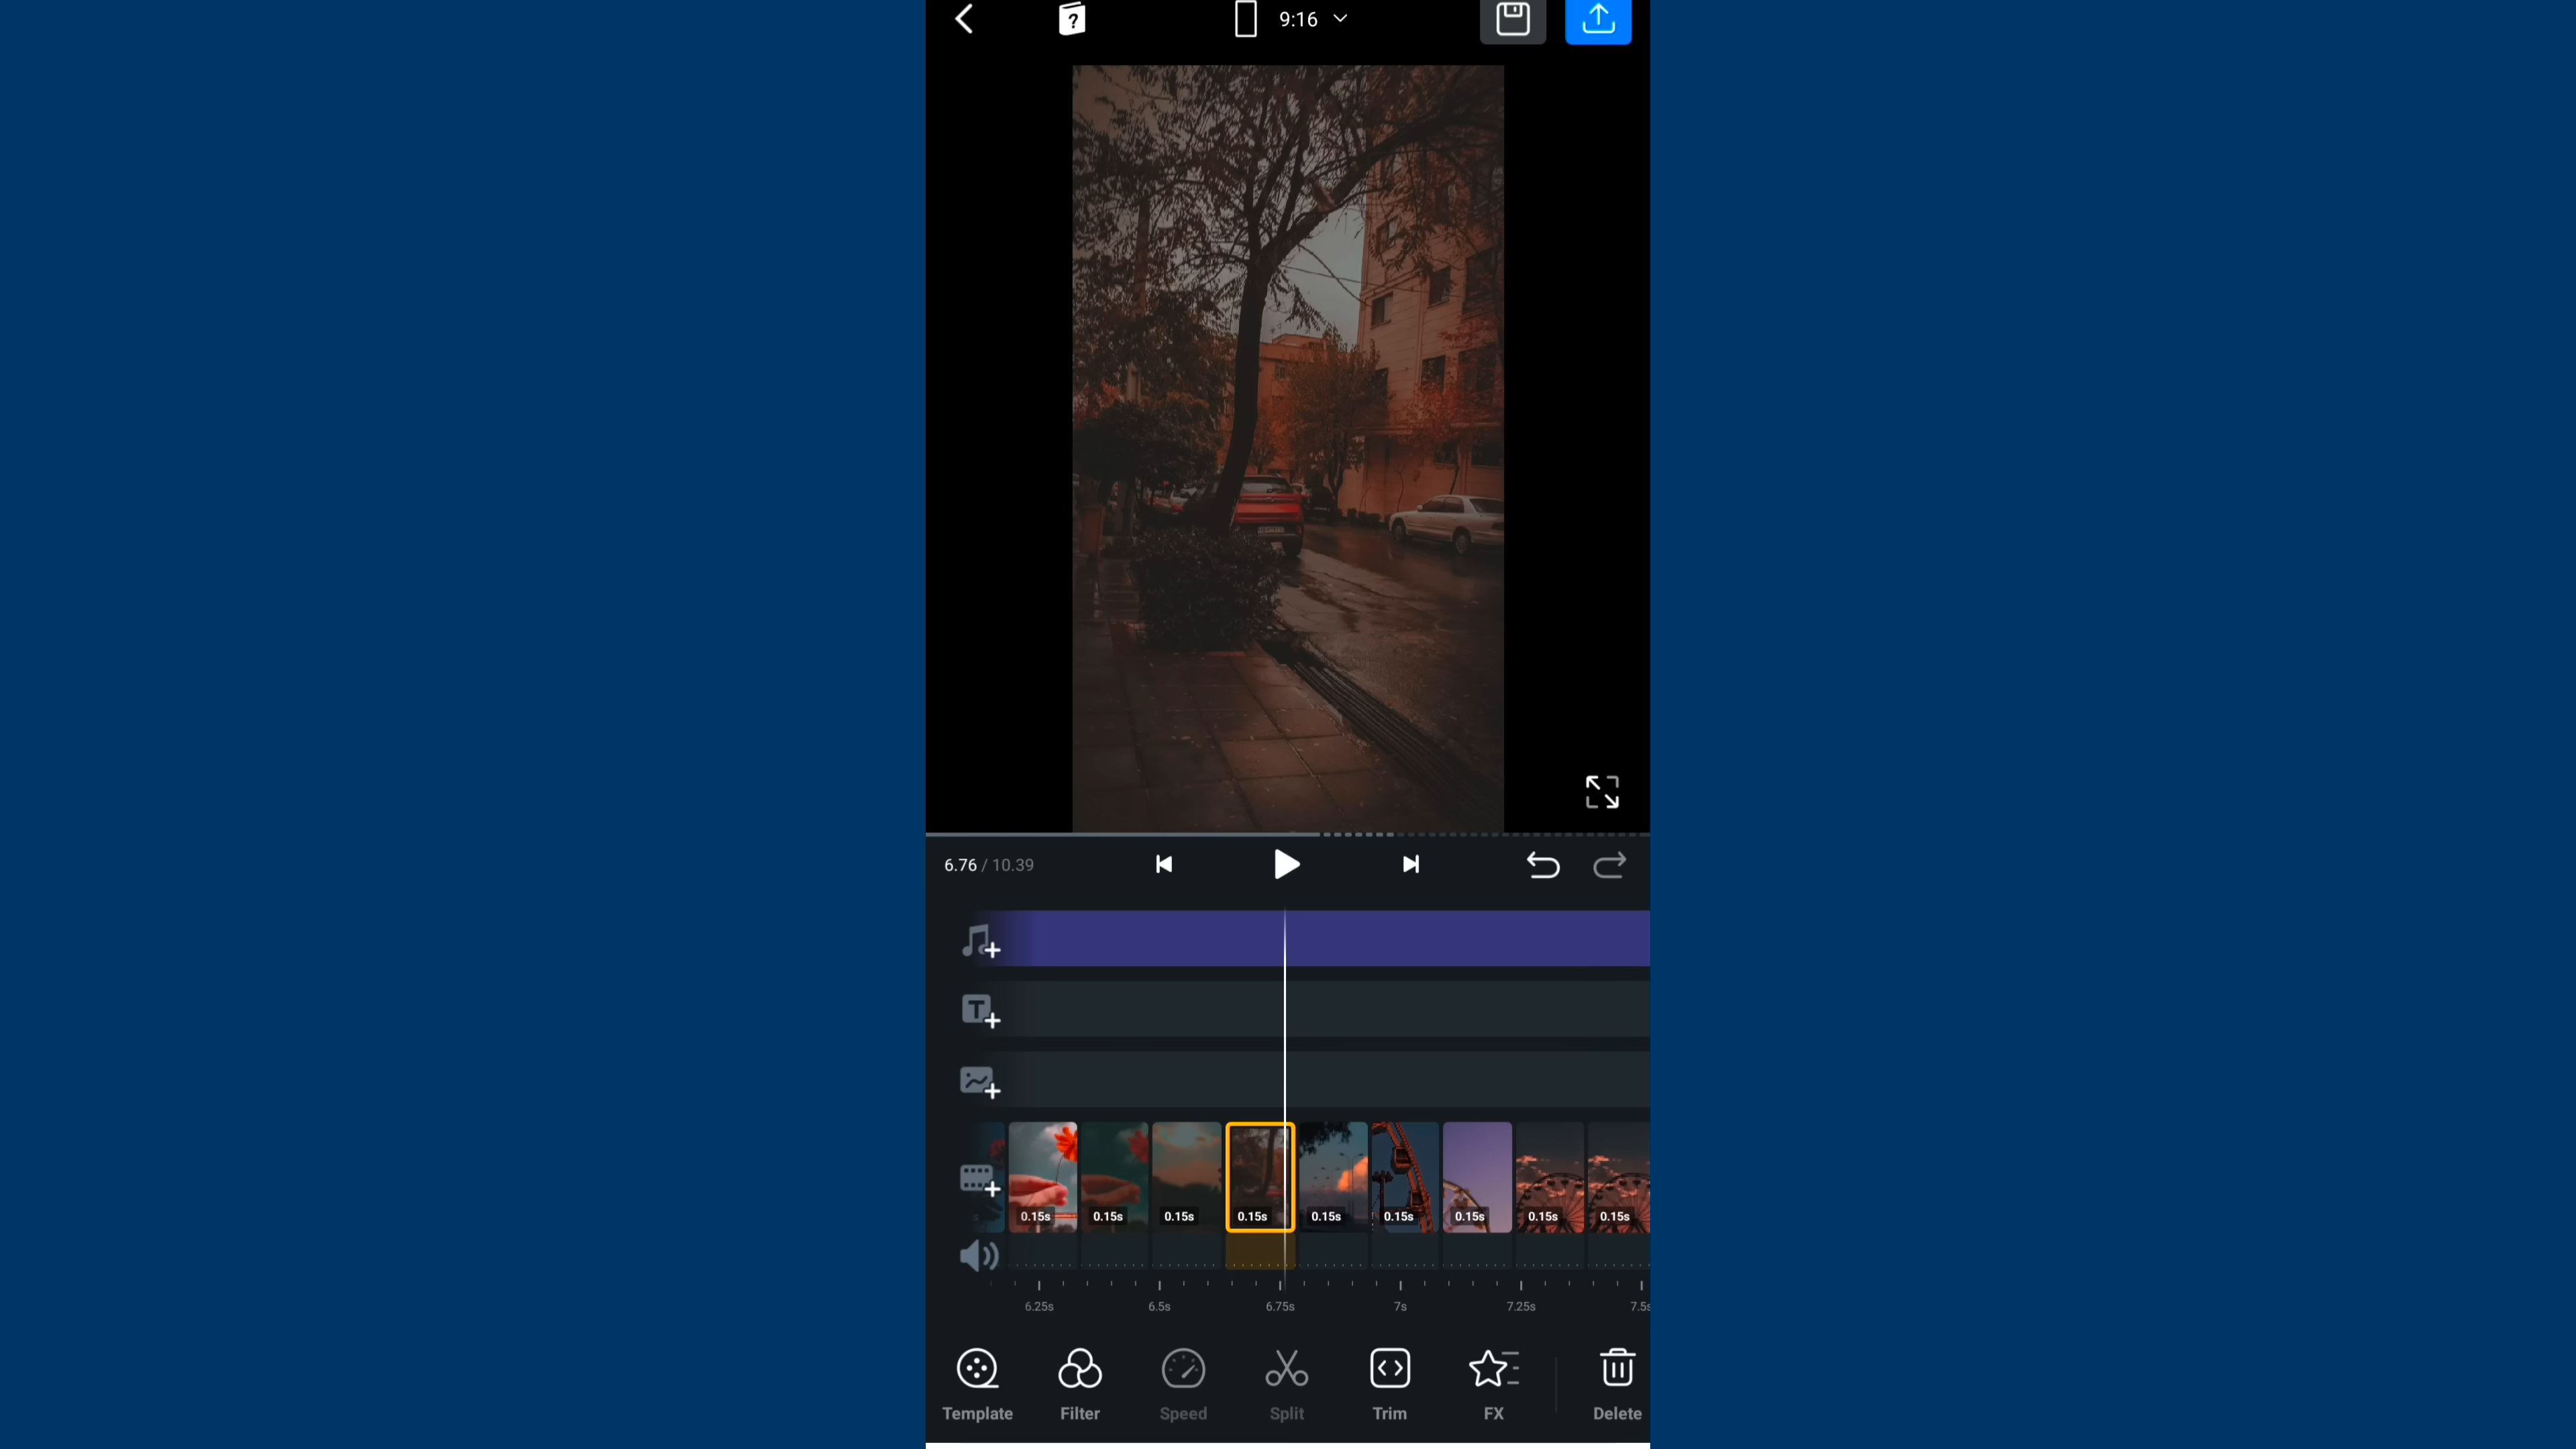 ?
9:16
6.76 / 10.39
T
s 0.15s 0.15s 0.15s 0.15s 0.15s 0.15s 0.15s 0.15s 0.15s
6.25s 6.5s 6.75s 7s 7.25s 7.5s
Template Filter Speed Split Trim FX Delete